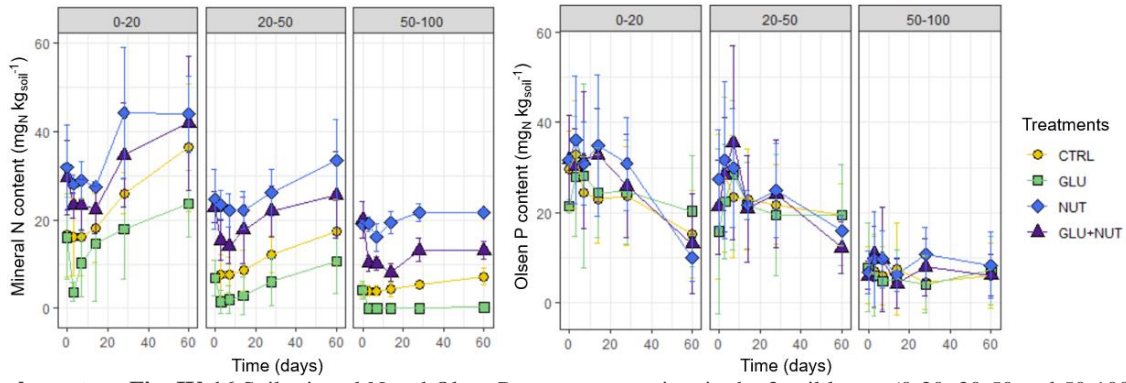 0-20 20-50 50-100
60
40
20
0
Mineral N content (mgN kgsoil-1)
0 20 40 60 0 20 40 60 0 20 40 60
Time (days)
0-20 20-50 50-100
60
40
20
0
Olsen P content (mgN kgsoil-1)
0 20 40 60 0 20 40 60 0 20 40 60
Time (days)
Treatments
CTRL
GLU
NUT
GLU+NUT